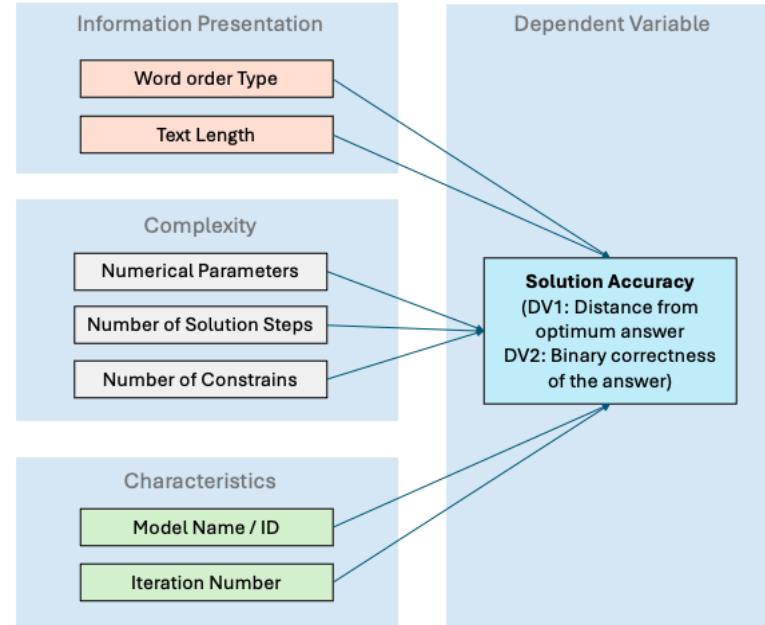 Information Presentation
Word order Type
Text Length
Complexity
Numerical Parameters
Number of Solution Steps
Number of Constrains
Characteristics
Model Name / ID
Iteration Number
Dependent Variable
Solution Accuracy
(DV1: Distance from
optimum answer
DV2: Binary correctness
of the answer)